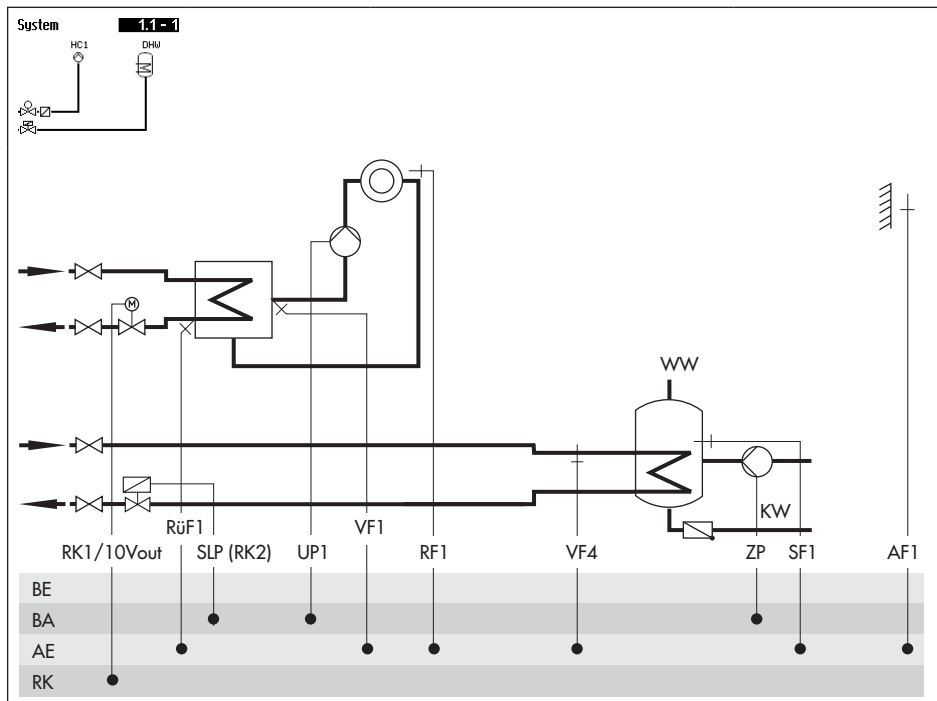 System 1.1 - 1
HC1 DHW
M
WW
KW
RüF1 VF1
RK1/10Vout SLP (RK2) UP1 RF1 VF4 ZP SF1 AF1
BE
BA
AE
RK